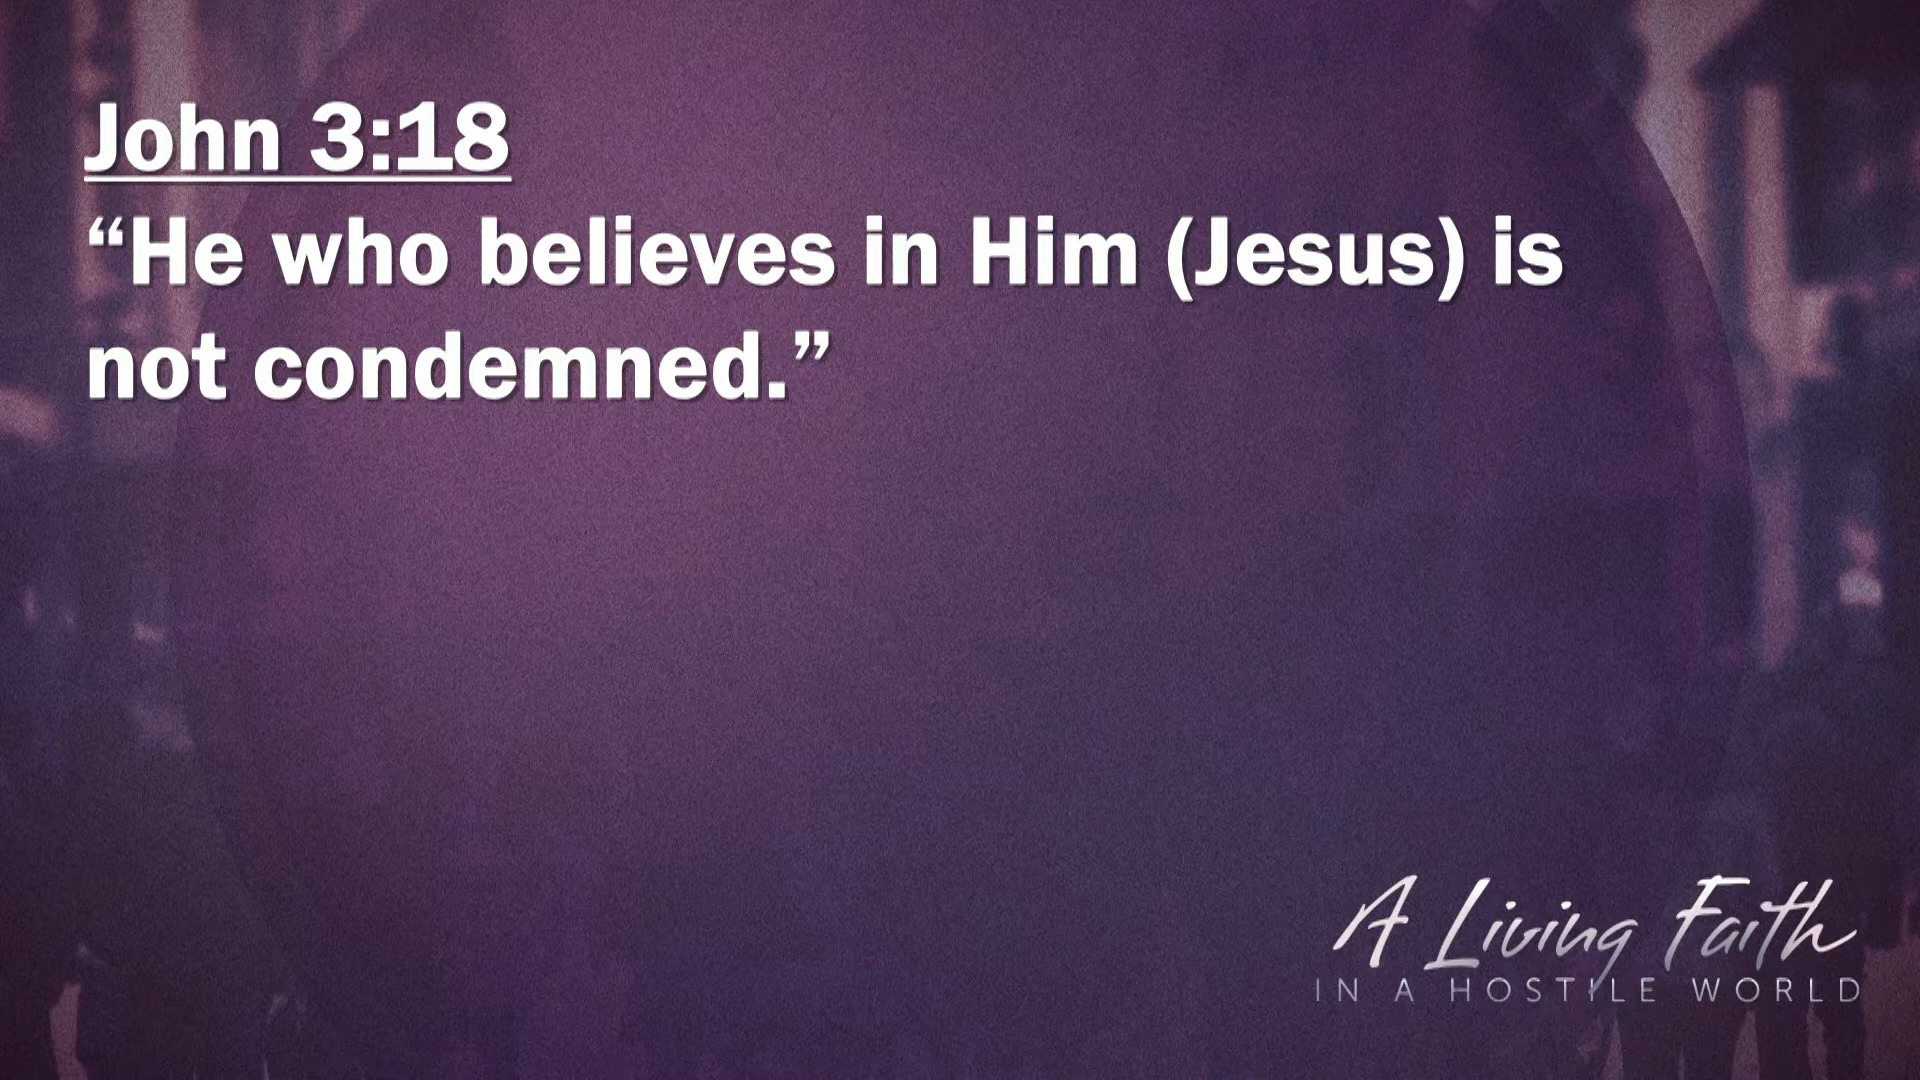 John 3:18
“He who believes in Him (Jesus) is
not condemned.”
A Living Faith
IN A HOSTILE WORLD